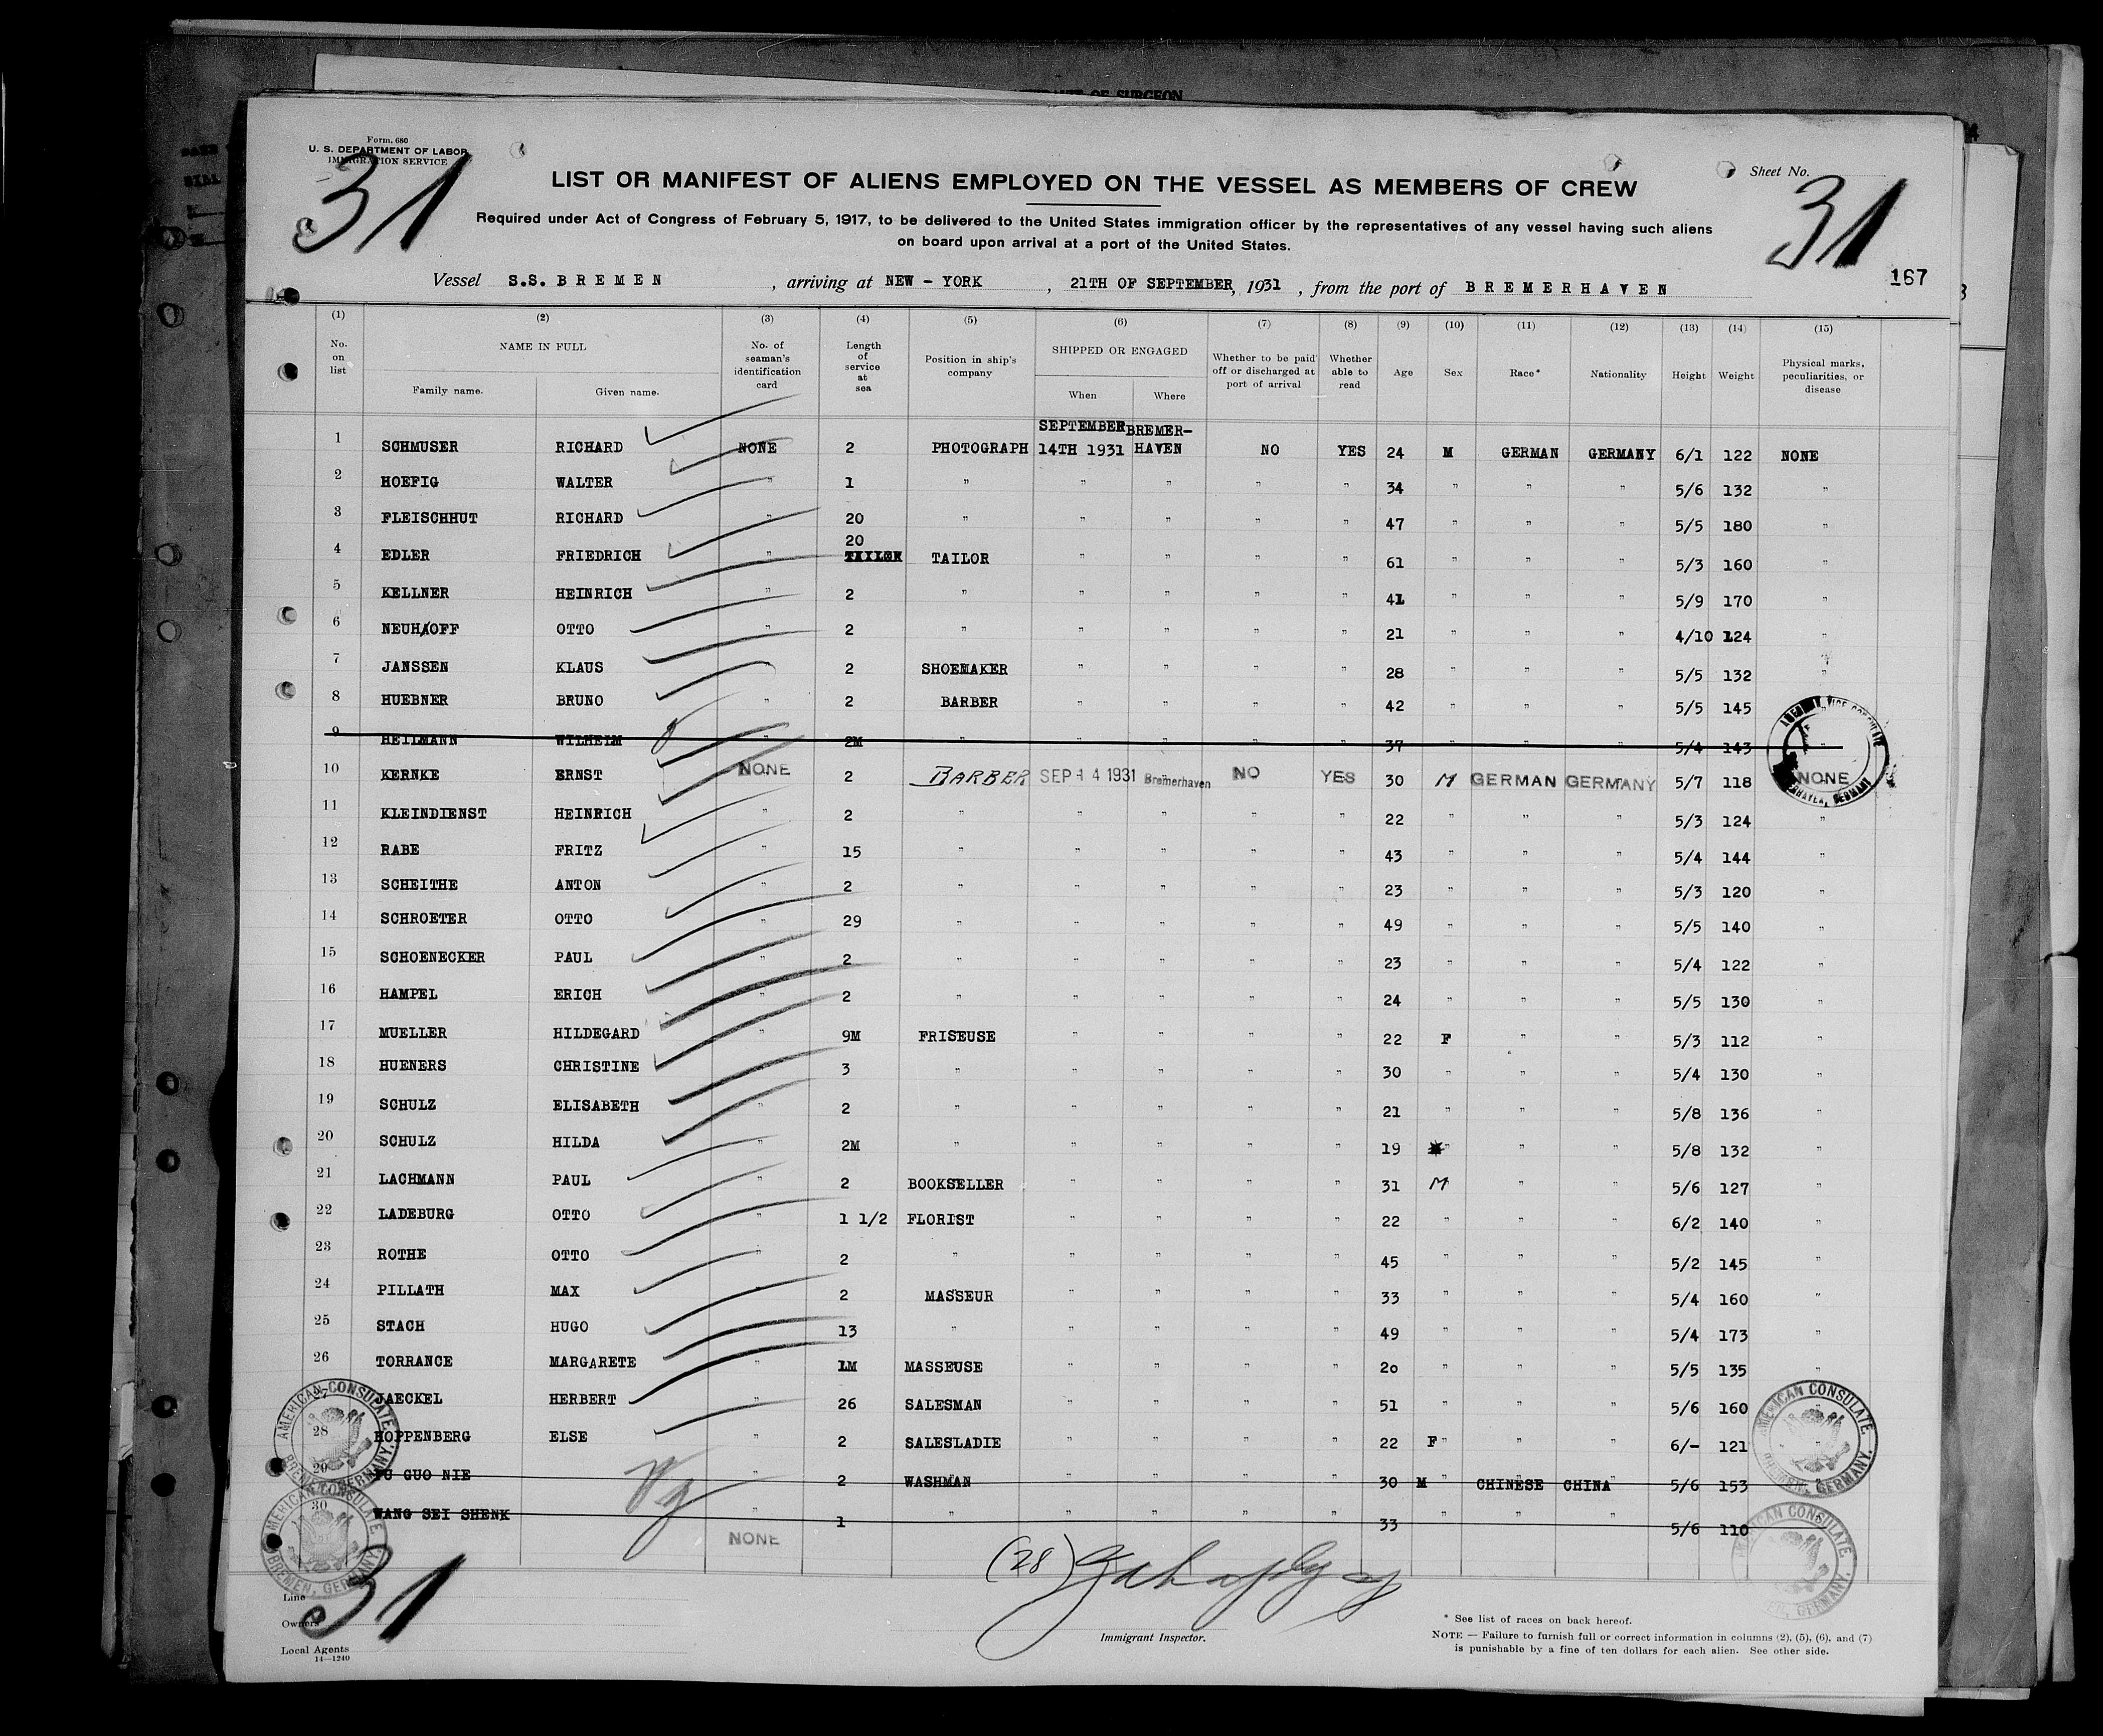 CATE OF SURGEON
Form. 680
U. S. DEPARTMENT OF LABOR
IMMIGRATION SERVICE
31
Sheet No.
31
LIST OR MANIFEST OF ALIENS EMPLOYED ON THE VESSEL AS MEMBERS OF CREW
Required under Act of Congress of February 5, 1917, to be delivered to the United States immigration officer by the representatives of any vessel having such aliens
on board upon arrival at a port of the United States.
167
Vessel S.S. BREMEN , arriving at NEW - YORK , 21TH OF SEPTEMBER, 1931 , from the port of BREMERHAVEN
(1) (2) (3) (4) (5) (6) (7) (8) (9) (10) (11) (12) (13) (14) (15)
No. on list NAME IN FULL Family name. Given name. No. of seaman's identification card Length of service at sea Position in ship's company SHIPPED OR ENGAGED When Where Whether to be paid off or discharged at port of arrival Whether able to read Age Sex Race* Nationality Height Weight Physical marks, peculiarities, or disease
SEPTEMBER BREMER-
1 SCHMUSER RICHARD NONE 2 PHOTOGRAPH 14TH 1931 HAVEN NO YES 24 M GERMAN GERMANY 6/1 122 NONE
2 HOEFIG WALTER " 1 " " " " " 34 " " " 5/6 132 "
3 FLEISCHHUT RICHARD " 20 " " " " " 47 " " " 5/5 180 "
20
4 EDLER FRIEDRICH " TAILOR TAILOR " " " " 61 " " " 5/3 160 "
5 KELLNER HEINRICH " 2 " " " " " 41 " " " 5/9 170 "
6 NEUHAOFF OTTO " 2 " " " " " 21 " " " 4/10 124 "
7 JANSSEN KLAUS 2 SHOEMAKER " " " " 28 " " " 5/5 132 "
8 HUEBNER BRUNO " 2 BARBER " " " " 42 " " " 5/5 145 "
9 HEILMANN WILHELM " 2M " " " " " 37 " " " 5/4 143 "
10 KERNKE ERNST NONE 2 BARBER SEP 14 1931 Bremerhaven NO YES 30 M GERMAN GERMANY 5/7 118 NONE
11 KLEINDIENST HEINRICH " 2 " " " " " 22 " " " 5/3 124 "
12 RABE FRITZ " 15 " " " " " 43 " " " 5/4 144 "
13 SCHEITHE ANTON " 2 " " " " " 23 " " " 5/3 120 "
14 SCHROETER OTTO " 29 " " " " " 49 " " " 5/5 140 "
15 SCHOENECKER PAUL " 2 " " " " " 23 " " " 5/4 122 "
16 HAMPEL ERICH " 2 " " " " " 24 " " " 5/5 130 "
17 MUELLER HILDEGARD " 9M FRISEUSE " " " " 22 F " " 5/3 112 "
18 HUENERS CHRISTINE 3 " " " " " 30 " " " 5/4 130 "
19 SCHULZ ELISABETH " 2 " " " " " 21 " " " 5/8 136 "
20 SCHULZ HILDA " 2M " " " " " 19 " " " 5/8 132 "
21 LACHMANN PAUL " 2 BOOKSELLER " " " " 31 M " " 5/6 127 "
22 LADEBURG OTTO " 1 1/2 FLORIST " " " " 22 " " " 6/2 140 "
23 ROTHE OTTO " 2 " " " " " 45 " " " 5/2 145 "
24 PILLATH MAX 2 MASSEUR " " " " 33 " " " 5/4 160 "
25 STACH HUGO 13 " " " " " 49 " " " 5/4 173 "
26 TORRANCE MARGARETE " 1M MASSEUSE " " " " 20 " " " 5/5 135 "
27 JAECKEL HERBERT " 26 SALESMAN " " " " 51 " " " 5/6 160
28 HOPPENBERG ELSE " 2 SALESLADIE " " " " 22 F " " " 6/- 121
29 FU GUO NIE " 2 WASHMAN " " " " 30 M " CHINESE CHINA 5/6 153
30 WANG SEI SHENK " 1 " " " " " 33 " " " 5/6 110
NONE
AMERICAN CONSULATE, BREMEN, GERMANY.
AMERICAN CONSULATE, BREMEN, GERMANY.
AMERICAN CONSULATE BREMEN, GERMANY.
AMERICAN CONSULATE GERMANY.
AMERICAN VICE CONSULATE BREMERHAVEN, GERMANY
(28)
31
Line
Owners
Local Agents
14—1240
Immigrant Inspector.
* See list of races on back hereof.
NOTE — Failure to furnish full or correct information in columns (2), (5), (6), and (7)
is punishable by a fine of ten dollars for each alien. See other side.